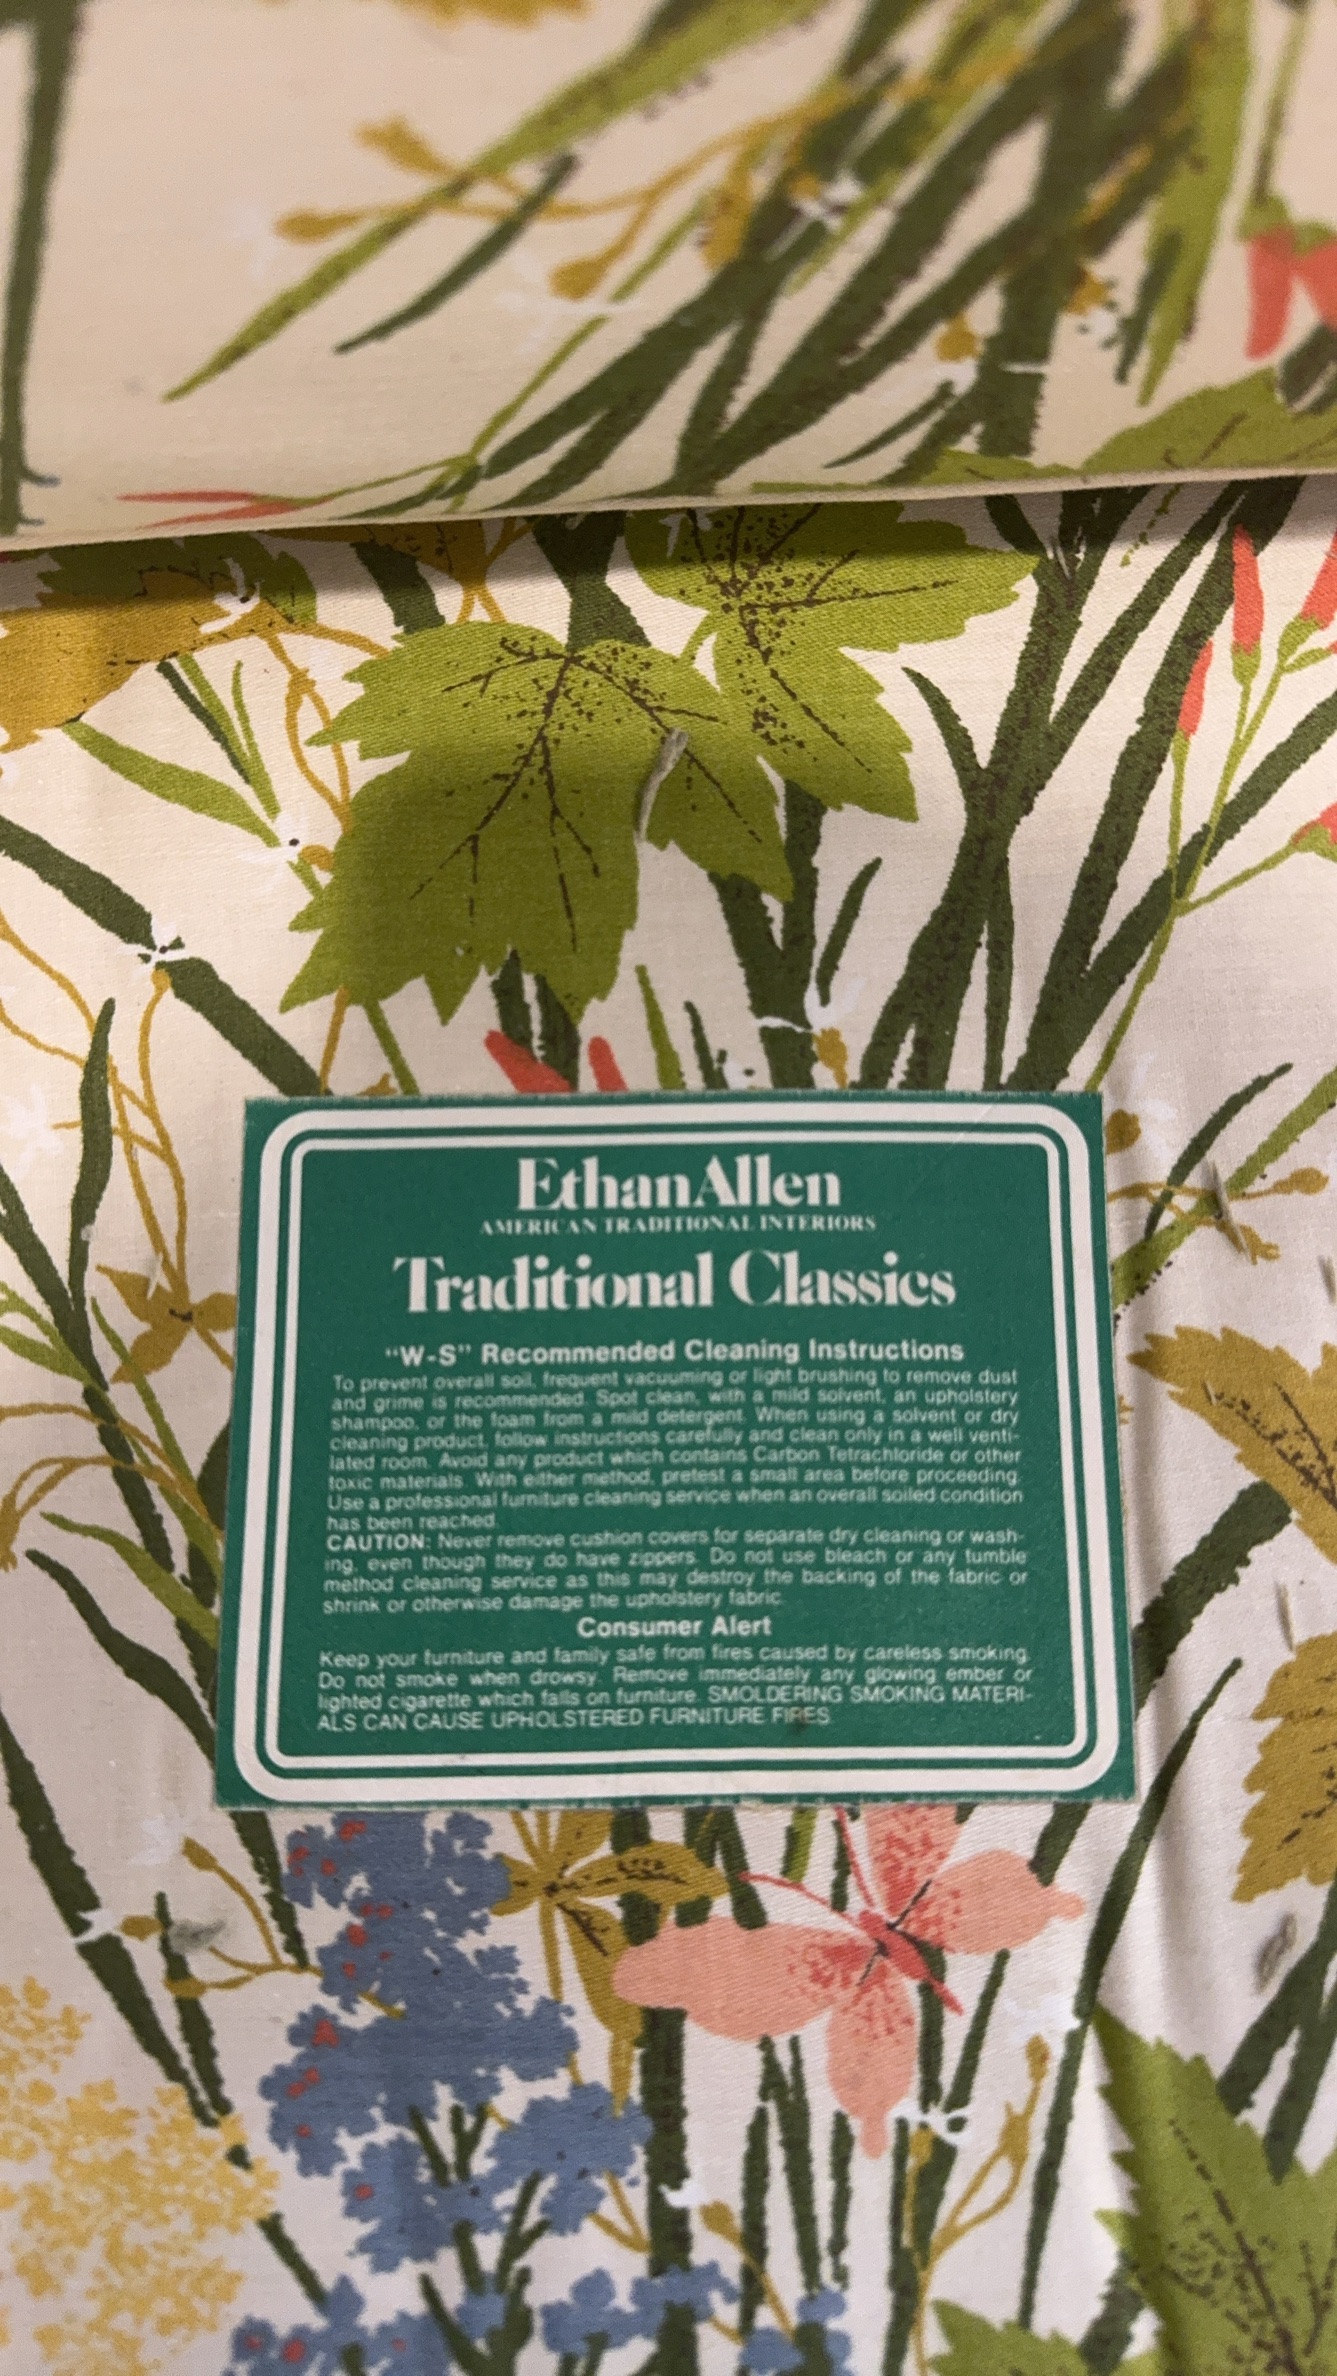 EthanAllen
AMERICAN TRADITIONAL INTERIORS
Traditional Classics
"W-S" Recommended Cleaning Instructions
To prevent overall soil, frequent vacuuming or light brushing to remove dust
and grime is recommended. Spot clean, with a mild solvent, an upholstery
shampoo, or the foam from a mild detergent. When using a solvent or dry
cleaning product, follow instructions carefully and clean only in a well venti-
lated room. Avoid any product which contains Carbon Tetrachloride or other
toxic materials. With either method, pretest a small area before proceeding.
Use a professional furniture cleaning service when an overall soiled condition
has been reached.
CAUTION: Never remove cushion covers for separate dry cleaning or wash-
ing, even though they do have zippers. Do not use bleach or any tumble
method cleaning service as this may destroy the backing of the fabric or
shrink or otherwise damage the upholstery fabric.
Consumer Alert
Keep your furniture and family safe from fires caused by careless smoking.
Do not smoke when drowsy. Remove immediately any glowing ember or
lighted cigarette which falls on furniture. SMOLDERING SMOKING MATERI-
ALS CAN CAUSE UPHOLSTERED FURNITURE FIRES.